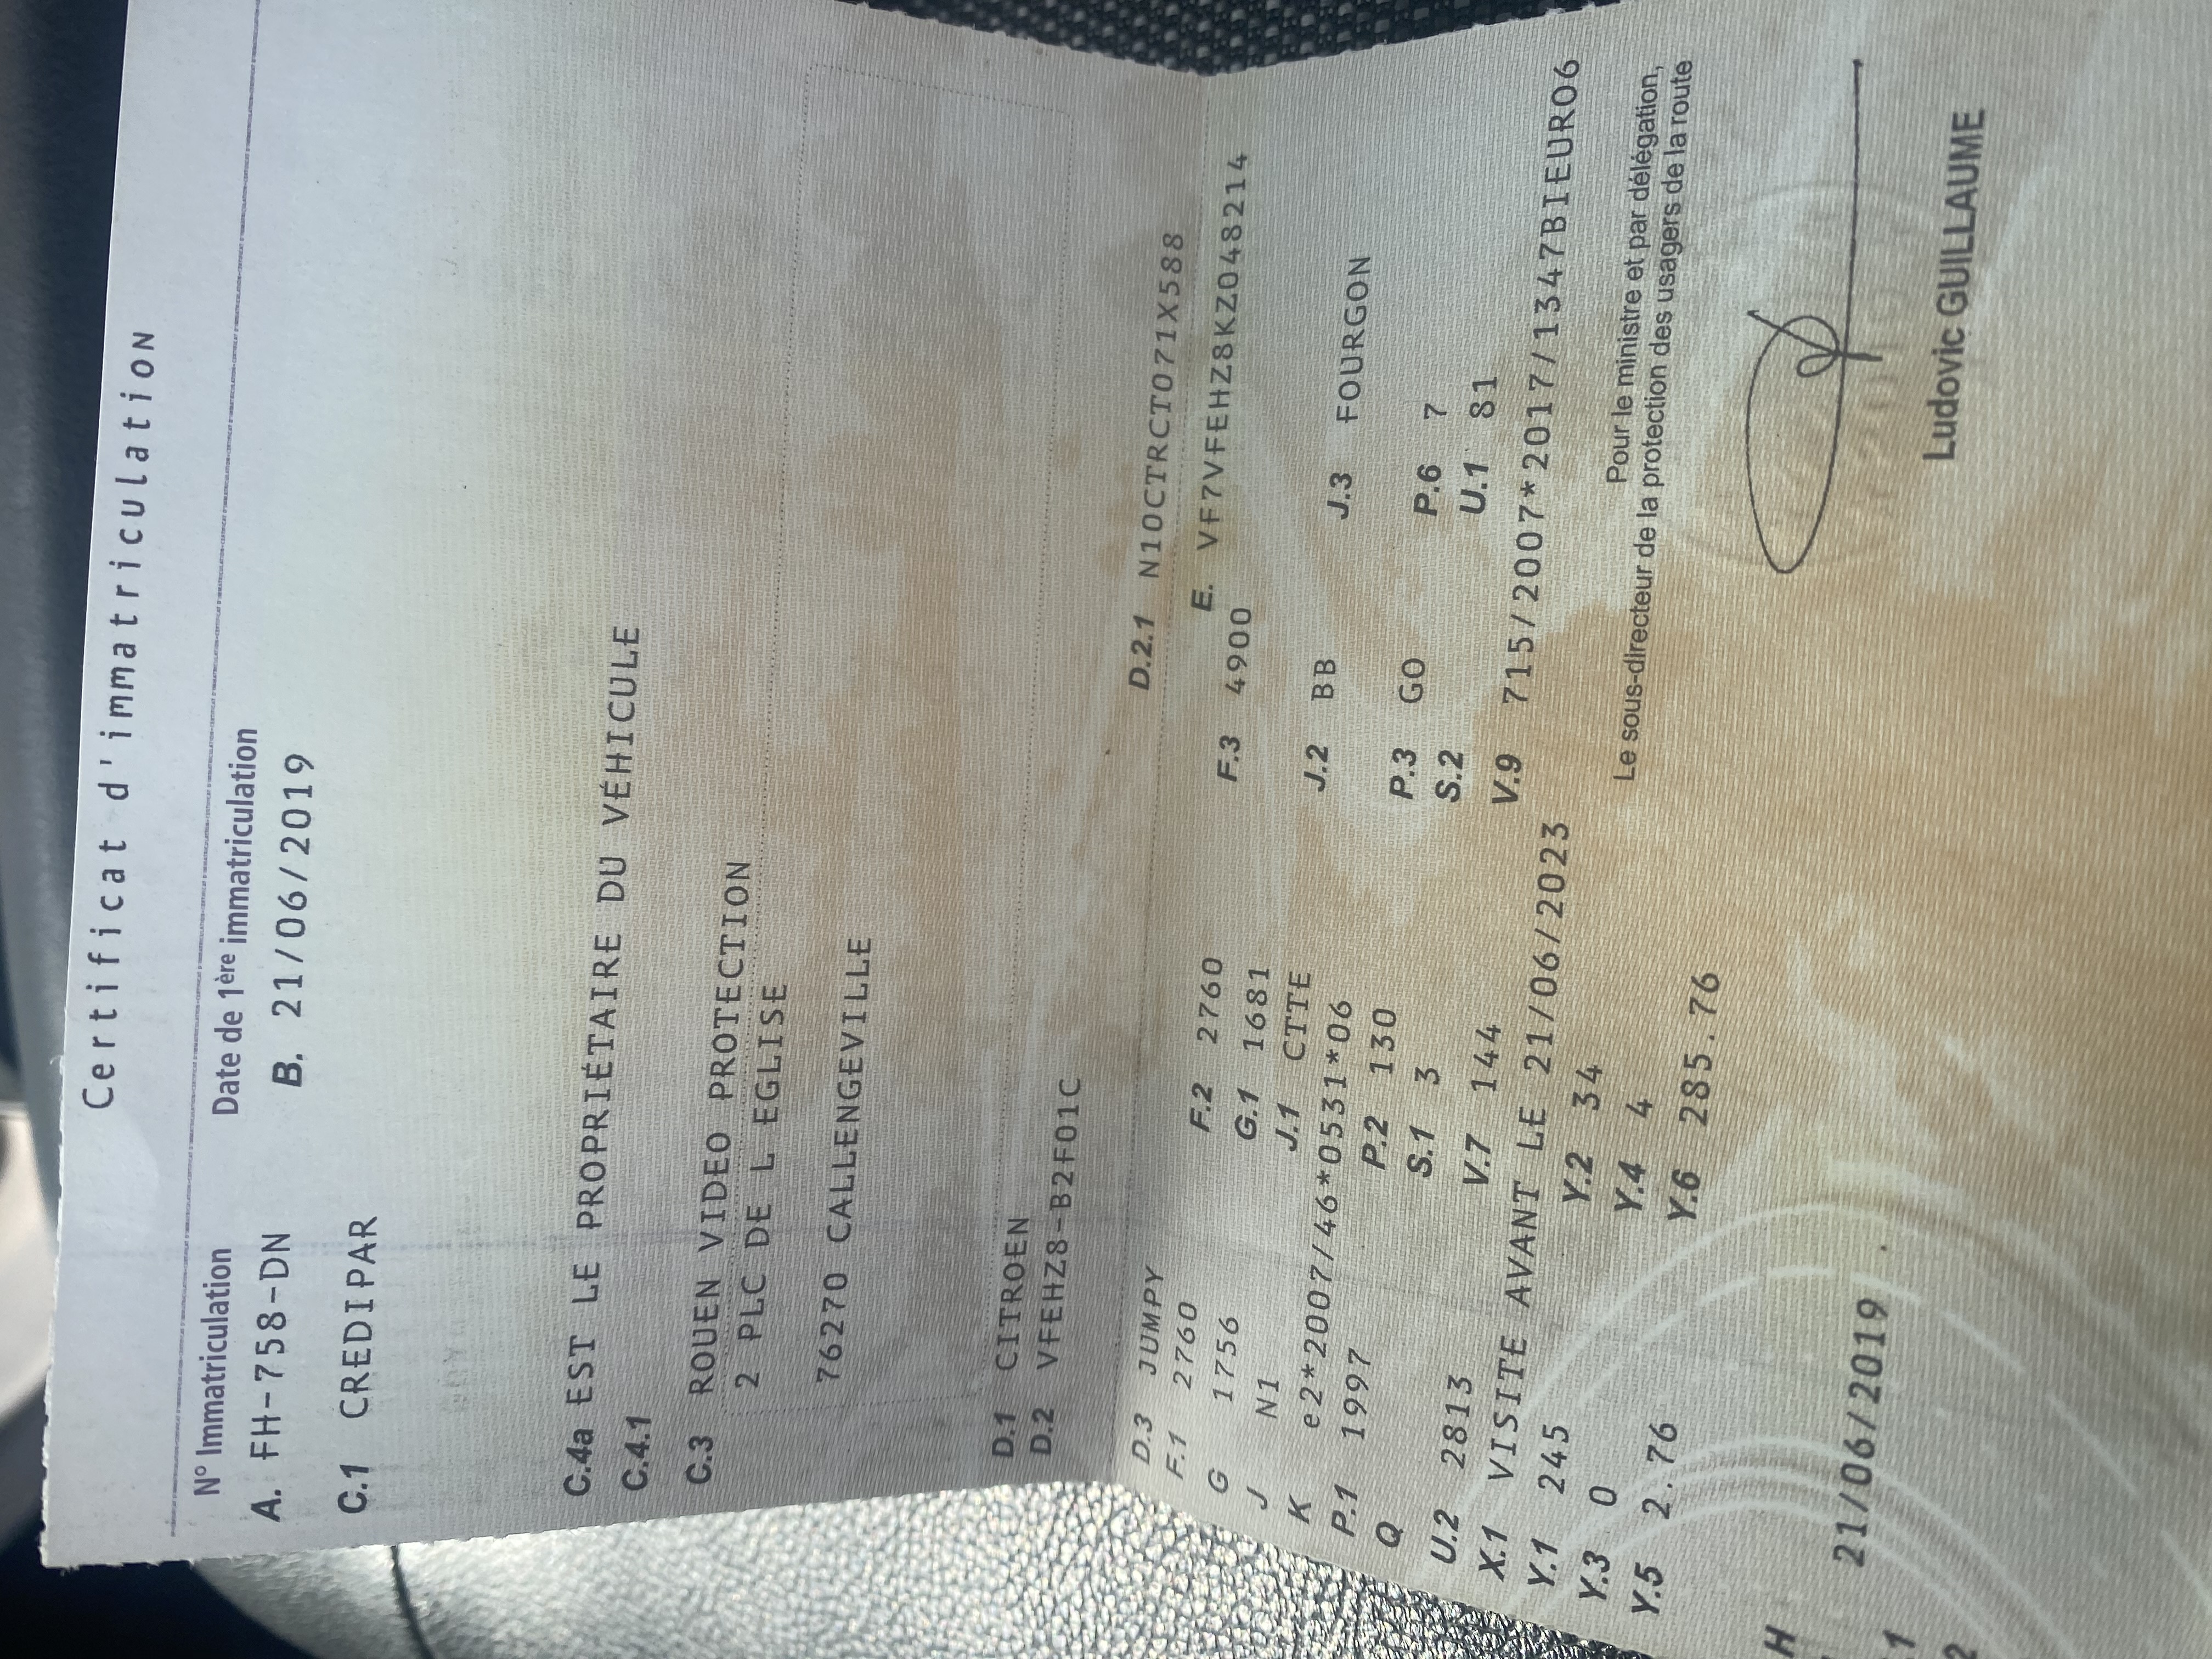 Certificat d'immatriculation
N° Immatriculation Date de 1ère immatriculation
A. FH-758-DN B. 21/06/2019
C.1 CREDIPAR
C.4a EST LE PROPRIÉTAIRE DU VÉHICULE
C.4.1
C.3 ROUEN VIDEO PROTECTION
2 PLC DE L EGLISE
76270 CALLENGEVILLE
D.1 CITROEN
D.2 VFEHZ8-B2F01C
D.2.1 N10CTRCT071X588
D.3 JUMPY
E. VF7VFEHZ8KZ048214
F.1 2760 F.2 2760 F.3 4900
G 1756 G.1 1681
J N1 J.1 CTTE J.2 BB J.3 FOURGON
K e2*2007/46*0531*06
P.1 1997 P.2 130 P.3 GO P.6 7
Q S.1 3 S.2 U.1 81
U.2 2813 V.7 144 V.9 715/2007*2017/1347BIEURO6
X.1 VISITE AVANT LE 21/06/2023
Y.1 245 Y.2 34
Y.3 0 Y.4 4
Y.5 2.76 Y.6 285.76
Pour le ministre et par délégation,
Le sous-directeur de la protection des usagers de la route
H
21/06/2019
Ludovic GUILLAUME